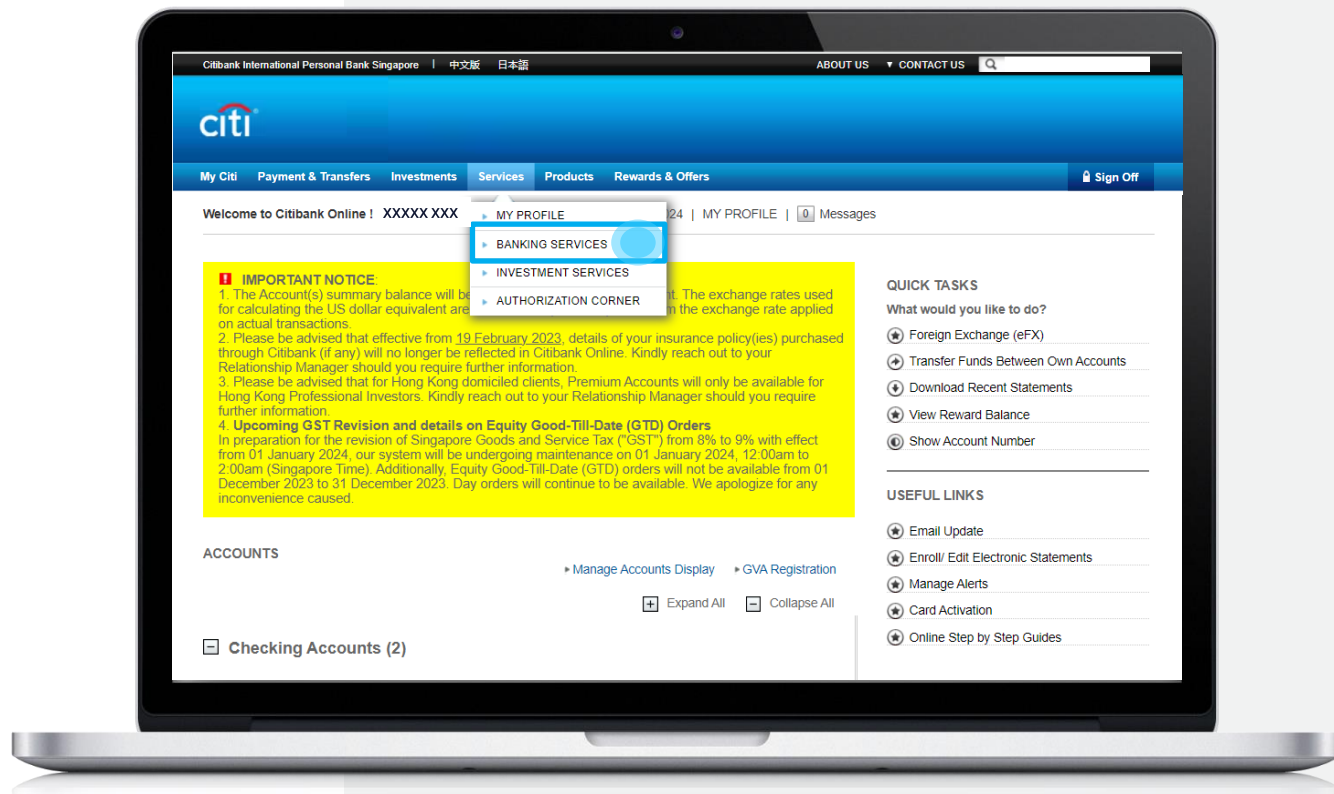 Citibank International Personal Bank Singapore | 中文版 日本語 ABOUT US ▼ CONTACT US
citi
My Citi Payment & Transfers Investments Services Products Rewards & Offers Sign Off
Welcome to Citibank Online ! XXXXX XXX 24 | MY PROFILE | 0 Messages
MY PROFILE
BANKING SERVICES
INVESTMENT SERVICES
AUTHORIZATION CORNER
IMPORTANT NOTICE:
1. The Account(s) summary balance will be nt. The exchange rates used
for calculating the US dollar equivalent are m the exchange rate applied
on actual transactions.
2. Please be advised that effective from 19 February 2023, details of your insurance policy(ies) purchased
through Citibank (if any) will no longer be reflected in Citibank Online. Kindly reach out to your
Relationship Manager should you require further information.
3. Please be advised that for Hong Kong domiciled clients, Premium Accounts will only be available for
Hong Kong Professional Investors. Kindly reach out to your Relationship Manager should you require
further information.
4. Upcoming GST Revision and details on Equity Good-Till-Date (GTD) Orders
In preparation for the revision of Singapore Goods and Service Tax ("GST") from 8% to 9% with effect
from 01 January 2024, our system will be undergoing maintenance on 01 January 2024, 12:00am to
2:00am (Singapore Time). Additionally, Equity Good-Till-Date (GTD) orders will not be available from 01
December 2023 to 31 December 2023. Day orders will continue to be available. We apologize for any
inconvenience caused.
ACCOUNTS
Manage Accounts Display GVA Registration
Expand All Collapse All
Checking Accounts (2)
QUICK TASKS
What would you like to do?
Foreign Exchange (eFX)
Transfer Funds Between Own Accounts
Download Recent Statements
View Reward Balance
Show Account Number
USEFUL LINKS
Email Update
Enroll/ Edit Electronic Statements
Manage Alerts
Card Activation
Online Step by Step Guides